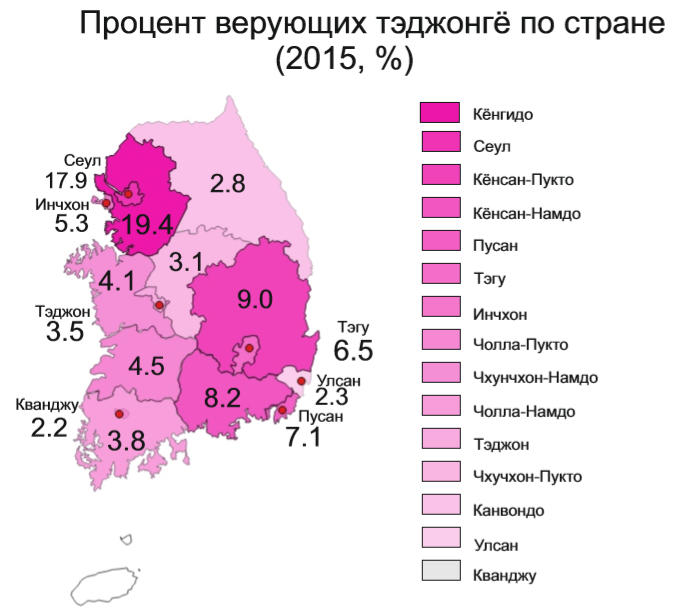 Процент верующих тэджонгё по стране
(2015, %)
Сеул
17.9
2.8
Инчхон
5.3
19.4
3.1
4.1
9.0
Тэджон
3.5
Тэгу
6.5
4.5
Улсан
2.3
8.2
Кванджу
2.2
Пусан
7.1
3.8
Кёнгидо
Сеул
Кёнсан-Пукто
Кёнсан-Намдо
Пусан
Тэгу
Инчхон
Чолла-Пукто
Чхунчхон-Намдо
Чолла-Намдо
Тэджон
Чхучхон-Пукто
Канвондо
Улсан
Кванджу